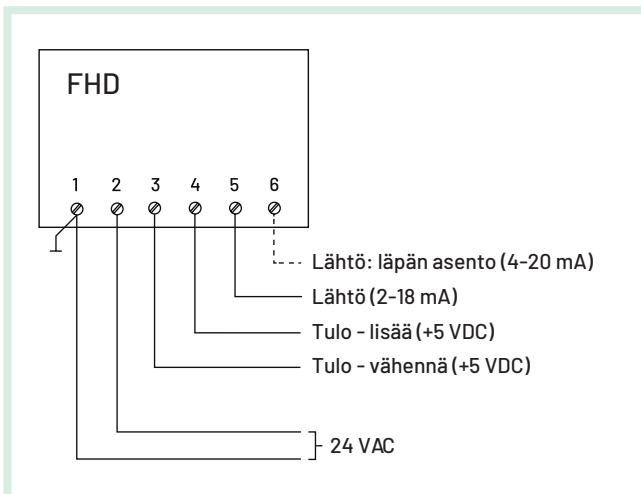 FHD
1 2 3 4 5 6
Lähtö: läpän asento (4-20 mA)
Lähtö (2-18 mA)
Tulo - lisää (+5 VDC)
Tulo - vähennä (+5 VDC)
24 VAC